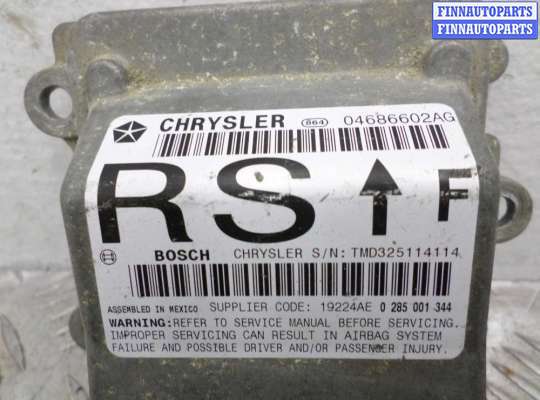 FINNAUTOPARTS
FINNAUTOPARTS
CHRYSLER 064 04686602AG
RS F
BOSCH CHRYSLER S/N: TMD325114114
ASSEMBLED IN MEXICO SUPPLIER CODE: 19224AE 0 285 001 344
WARNING:REFER TO SERVICE MANUAL BEFORE SERVICING.
IMPROPER SERVICING CAN RESULT IN AIRBAG SYSTEM
FAILURE AND POSSIBLE DRIVER AND/OR PASSENGER INJURY.